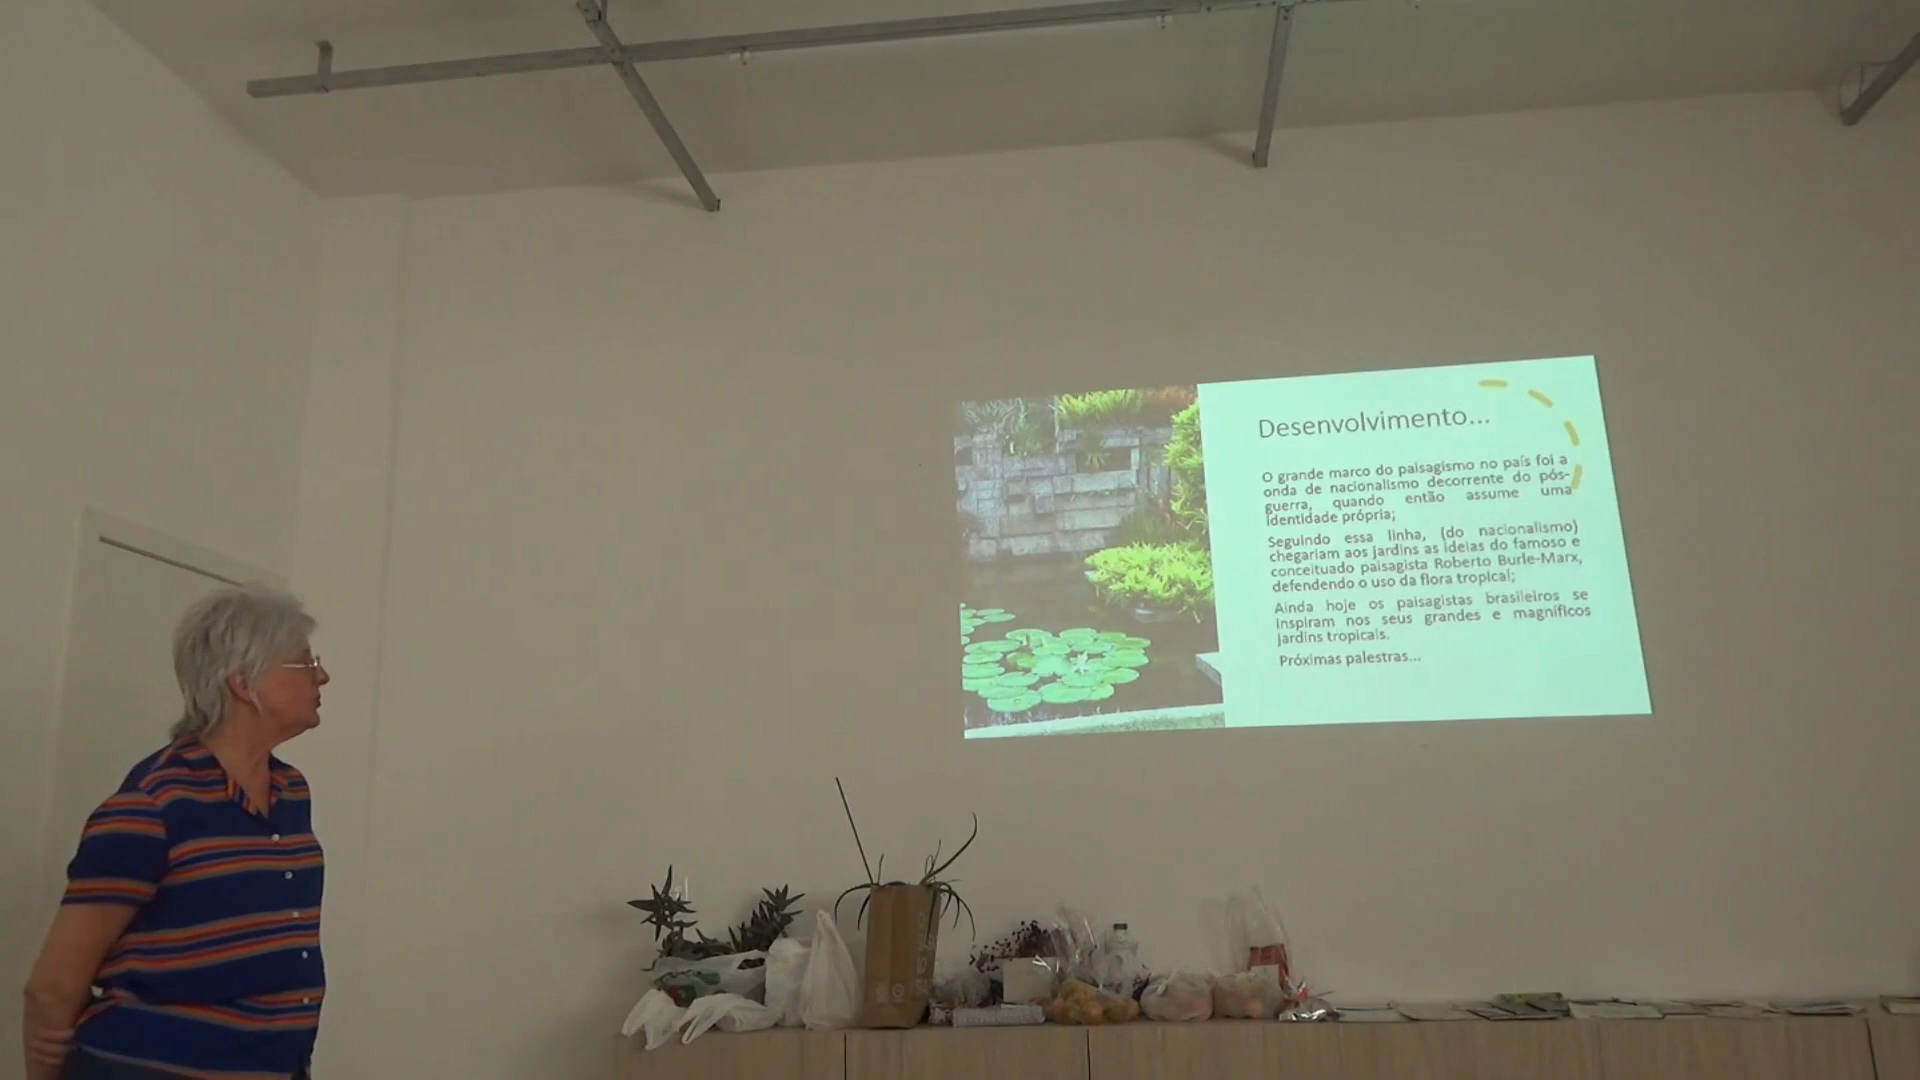 Desenvolvimento...
O grande marco do paisagismo no país foi a
onda de nacionalismo decorrente do pós-
guerra, quando então assume uma
identidade própria;
Seguindo essa linha, (do nacionalismo)
chegariam aos jardins as ideias do famoso e
conceituado paisagista Roberto Burle-Marx,
defendendo o uso da flora tropical;
Ainda hoje os paisagistas brasileiros se
inspiram nos seus grandes e magníficos
jardins tropicais.
Próximas palestras...